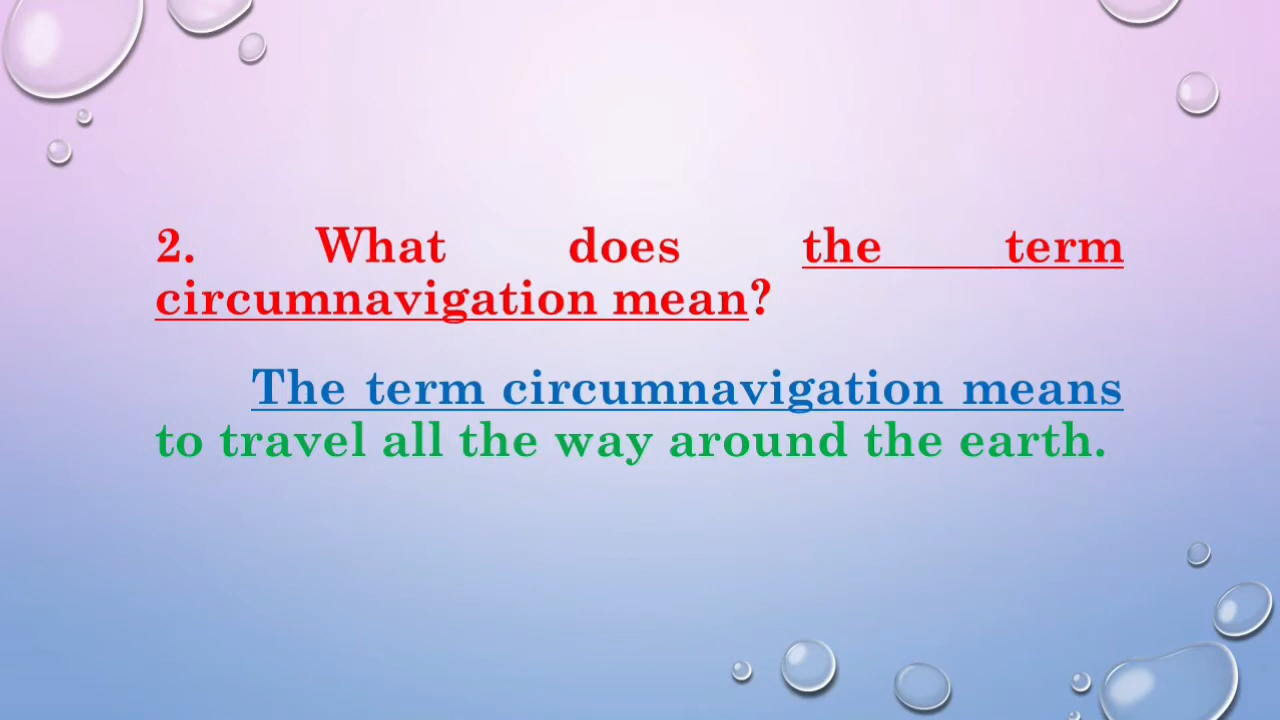 2. What does the term
circumnavigation mean?
The term circumnavigation means
to travel all the way around the earth.